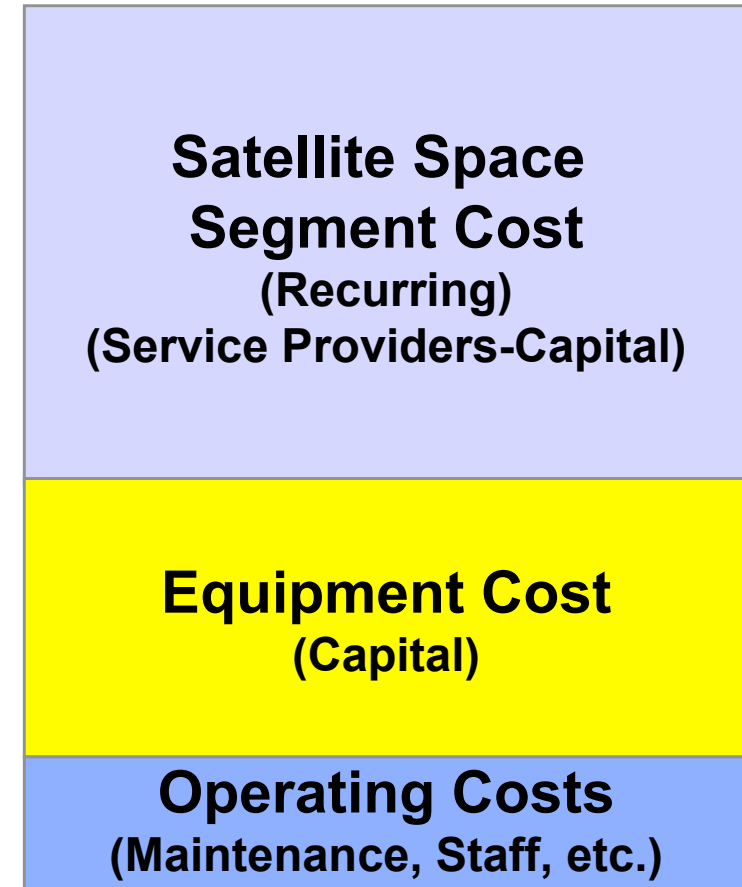 Satellite Space
Segment Cost
(Recurring)
(Service Providers-Capital)
Equipment Cost
(Capital)
Operating Costs
(Maintenance, Staff, etc.)